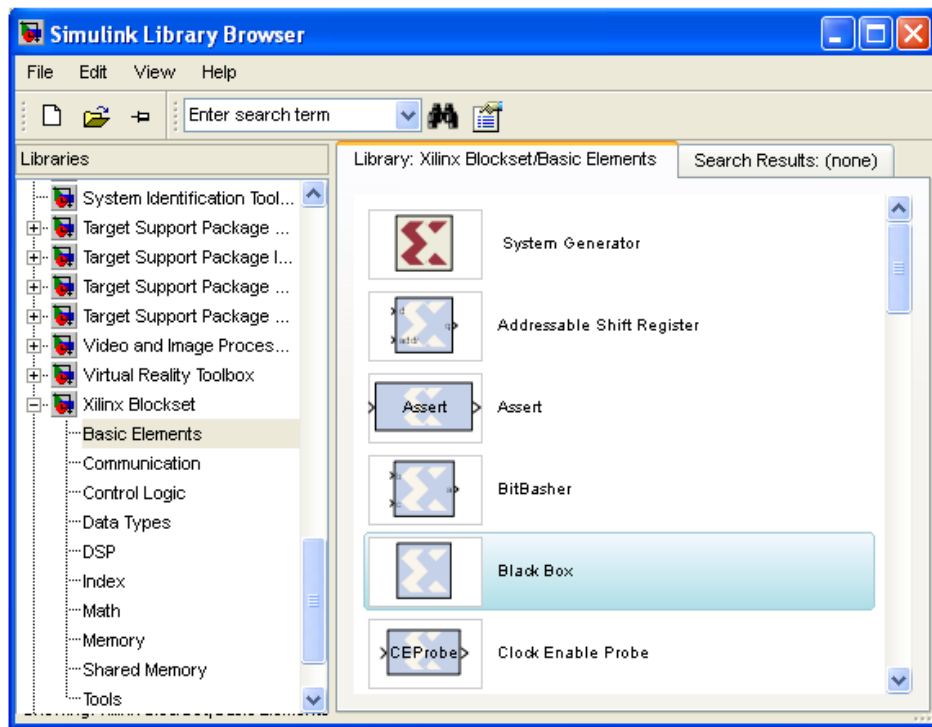 Simulink Library Browser
File Edit View Help
Enter search term
Libraries
System Identification Tool...
Target Support Package ...
Target Support Package I...
Target Support Package ...
Target Support Package ...
Video and Image Proces...
Virtual Reality Toolbox
Xilinx Blockset
Basic Elements
Communication
Control Logic
Data Types
DSP
Index
Math
Memory
Shared Memory
Tools
Library: Xilinx Blockset/Basic Elements
Search Results: (none)
System Generator
d
addr
q
Addressable Shift Register
Assert
Assert
BitBasher
Black Box
CEProbe
Clock Enable Probe